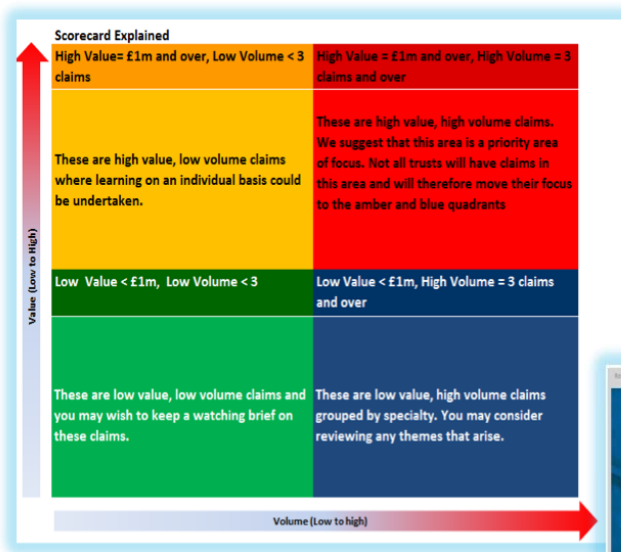 Scorecard Explained
High Value= £1m and over, Low Volume < 3
claims
High Value = £1m and over, High Volume = 3
claims and over
These are high value, low volume claims
where learning on an individual basis could
be undertaken.
These are high value, high volume claims.
We suggest that this area is a priority area
of focus. Not all trusts will have claims in
this area and will therefore move their focus
to the amber and blue quadrants
Low Value < £1m, Low Volume < 3
Low Value < £1m, High Volume = 3 claims
and over
These are low value, low volume claims and
you may wish to keep a watching brief on
these claims.
These are low value, high volume claims
grouped by specialty. You may consider
reviewing any themes that arise.
Value (Low to High)
Volume (Low to high)